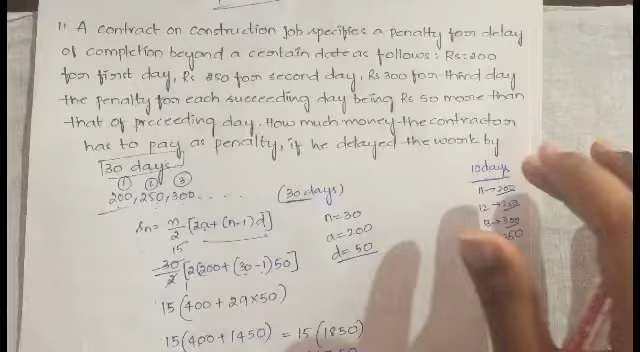 11 A contract on construction job specifies a penalty for delay
of completion beyond a certain date as follows: Rs:200
for first day, Rs 250 for second day, Rs 300 for third day
the penalty for each succeeding day being Rs 50 more than
that of preceeding day. How much money the contractor
has to pay as penalty, if he delayed the work by
30 days
① ② ③
200, 250, 300.... (30 days)
Sn = n/2 [2a + (n-1)d]
n=30
a=200
d=50
15
= 30/2 [2(200 + (30-1)50]
15(400 + 29×50)
15(400 + 1450) = 15(1850)
10 days
n→200
12→250